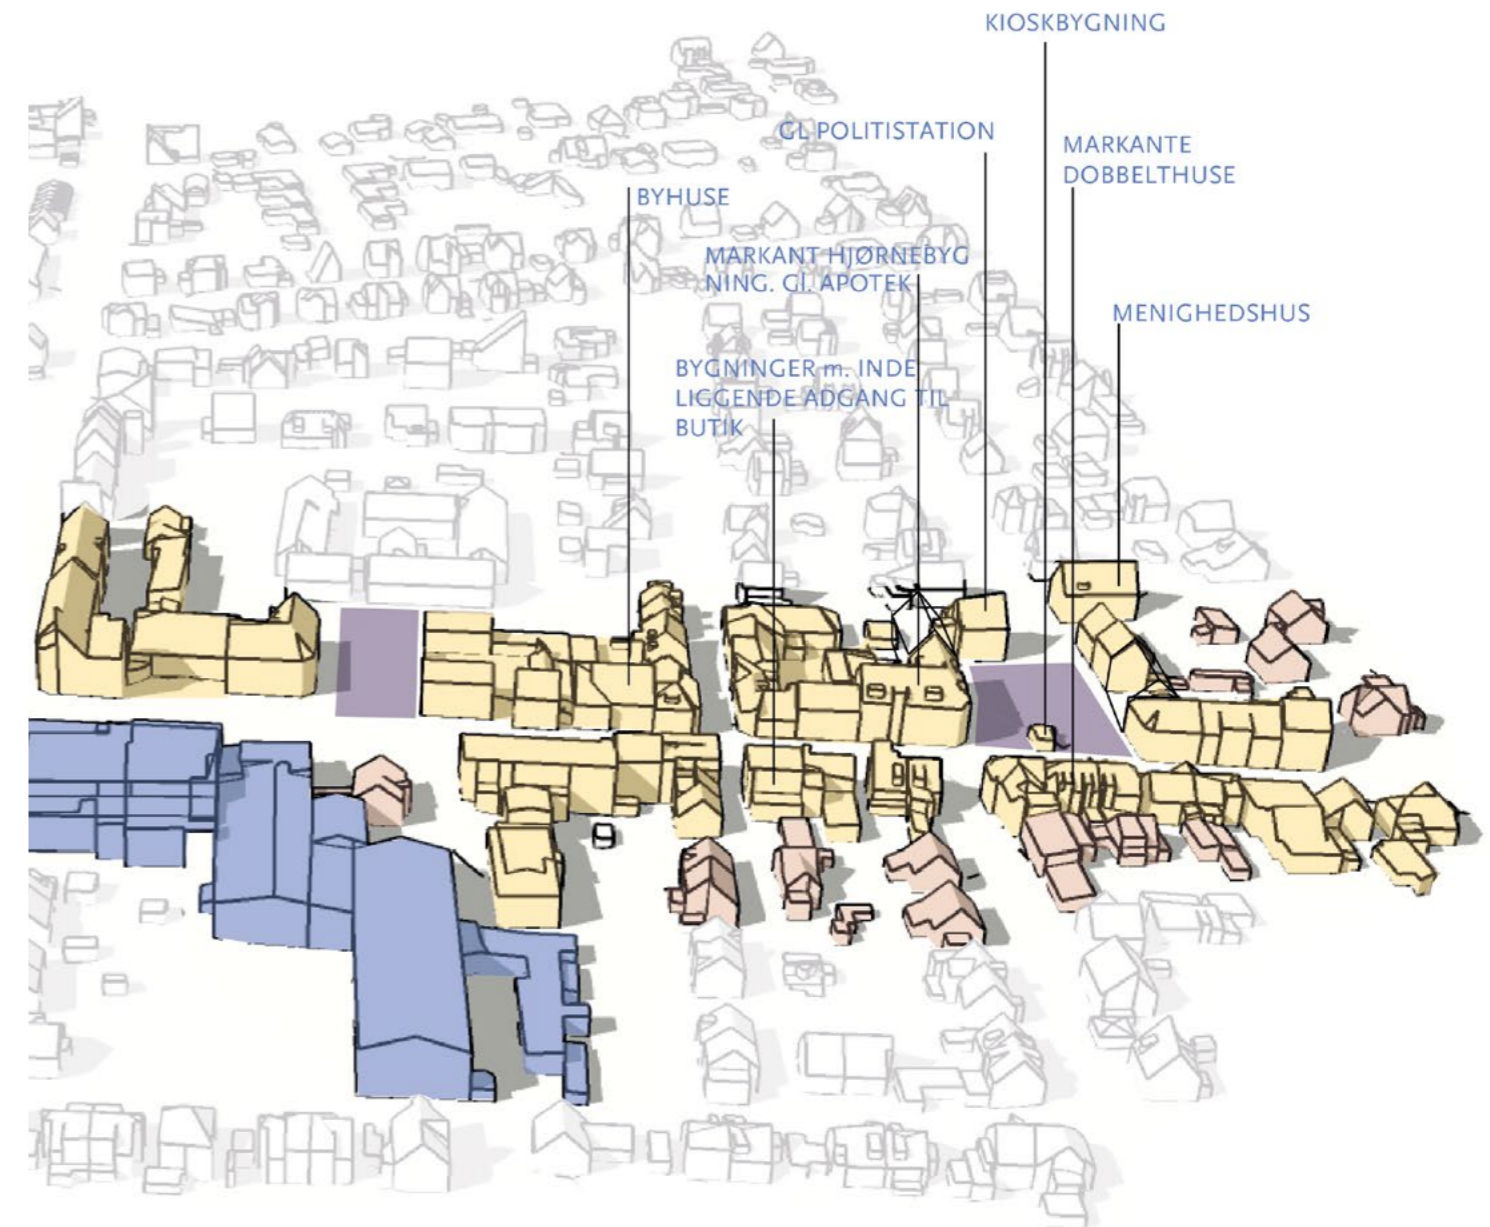 KIOSKBYGNING
GL POLITISTATION
MARKANTE
DOBBELTHUSE
BYHUSE
MARKANT HJØRNEBYG
NING. Gl. APOTEK
MENIGHEDSHUS
BYGNINGER m. INDE
LIGGENDE ADGANG TIL
BUTIK